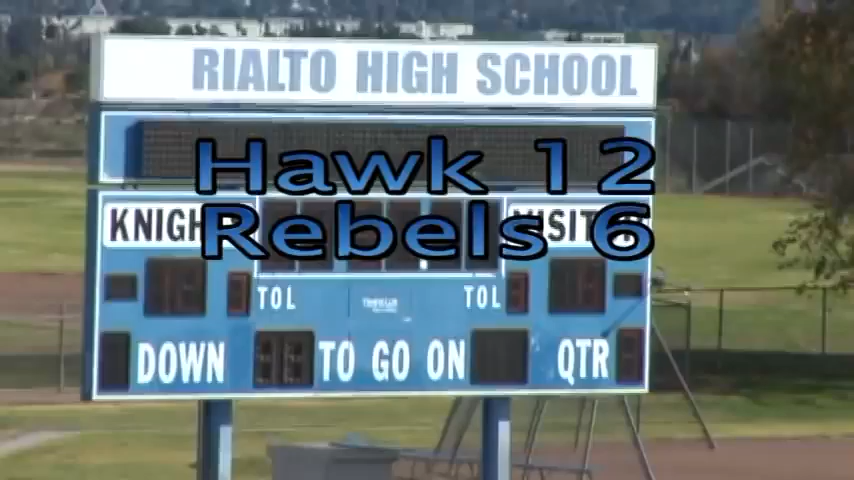 RIALTO HIGH SCHOOL
Hawk 12
Rebels 6
TOL TOL
DOWN TO GO ON QTR